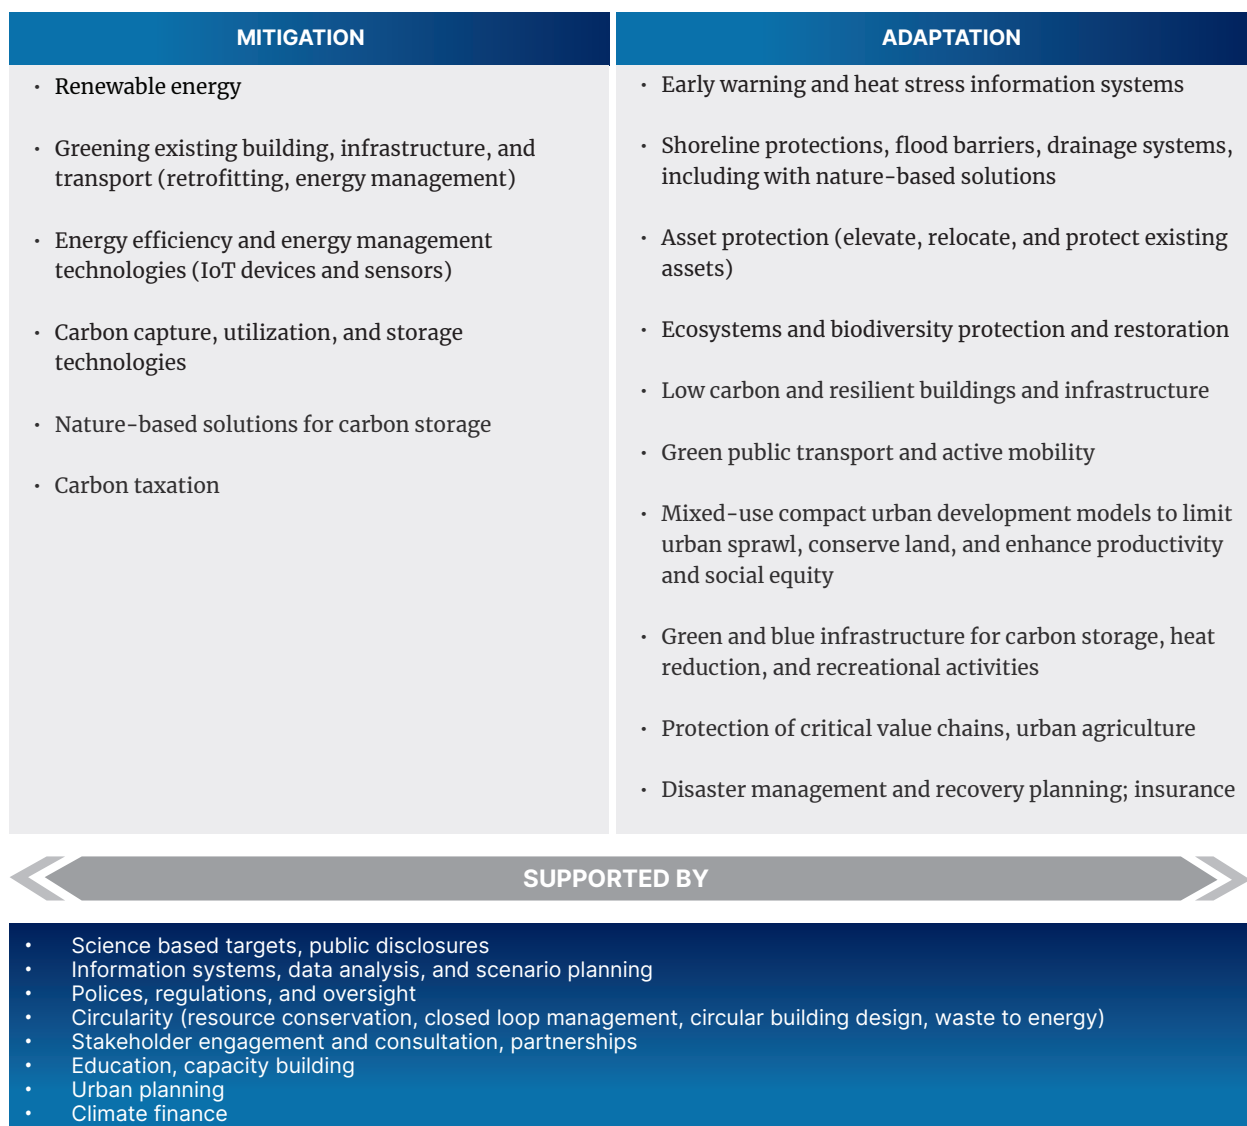 MITIGATION
· Renewable energy
· Greening existing building, infrastructure, and
transport (retrofitting, energy management)
· Energy efficiency and energy management
technologies (IoT devices and sensors)
· Carbon capture, utilization, and storage
technologies
· Nature-based solutions for carbon storage
· Carbon taxation
ADAPTATION
· Early warning and heat stress information systems
· Shoreline protections, flood barriers, drainage systems,
including with nature-based solutions
· Asset protection (elevate, relocate, and protect existing
assets)
· Ecosystems and biodiversity protection and restoration
· Low carbon and resilient buildings and infrastructure
· Green public transport and active mobility
· Mixed-use compact urban development models to limit
urban sprawl, conserve land, and enhance productivity
and social equity
· Green and blue infrastructure for carbon storage, heat
reduction, and recreational activities
· Protection of critical value chains, urban agriculture
· Disaster management and recovery planning; insurance
SUPPORTED BY
• Science based targets, public disclosures
• Information systems, data analysis, and scenario planning
• Polices, regulations, and oversight
• Circularity (resource conservation, closed loop management, circular building design, waste to energy)
• Stakeholder engagement and consultation, partnerships
• Education, capacity building
• Urban planning
• Climate finance